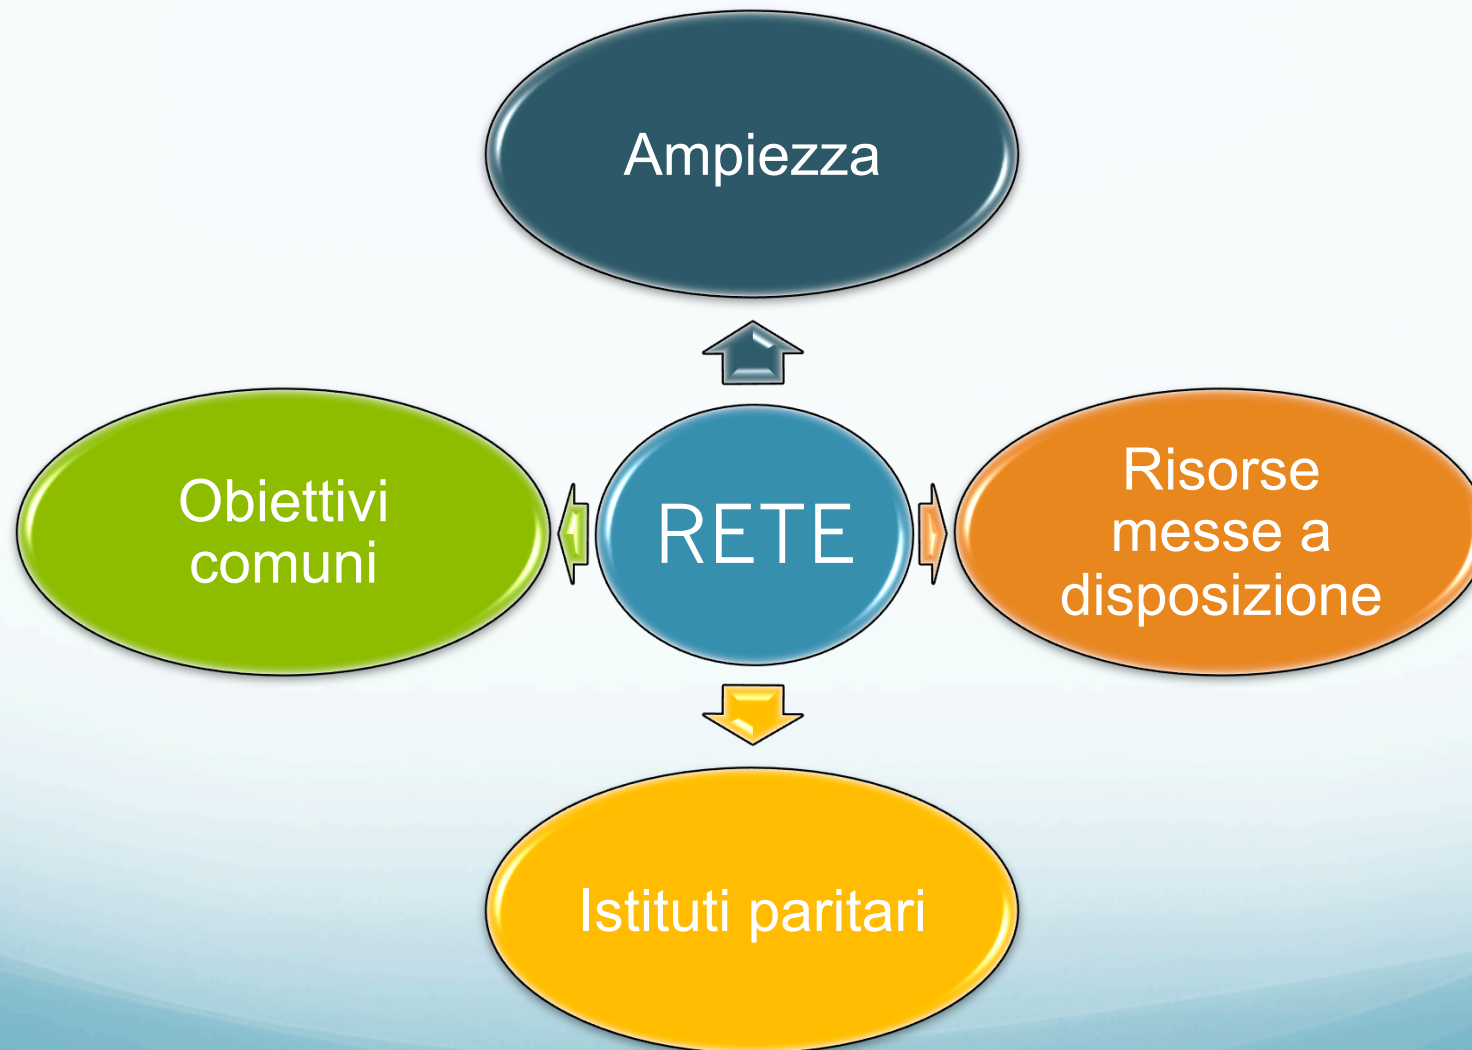 Ampiezza
Obiettivi
comuni
RETE
Risorse
messe a
disposizione
Istituti paritari